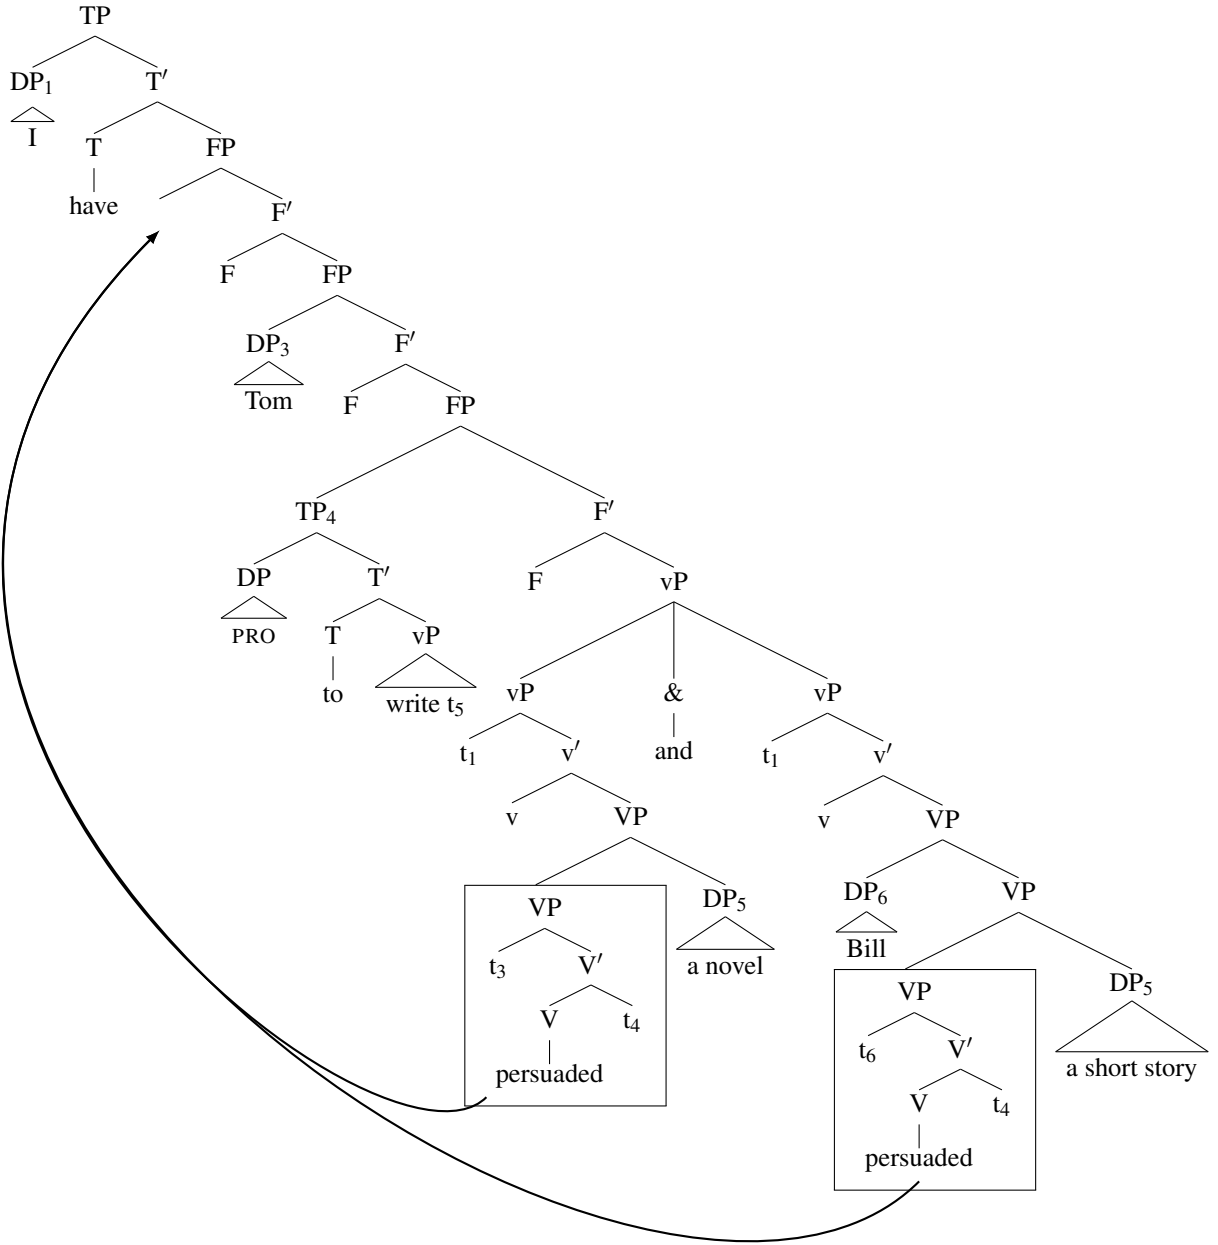 TP
DP₁ T′
I T FP
have F′
F FP
DP₃ F′
Tom F FP
TP₄ F′
DP T′ F vP
PRO T vP
to write t₅ vP & vP
t₁ v′ and t₁ v′
v VP v VP
VP DP₅ DP₆ VP
t₃ V′ a novel Bill
V t₄ VP DP₅
persuaded t₆ V′ a short story
V t₄
persuaded